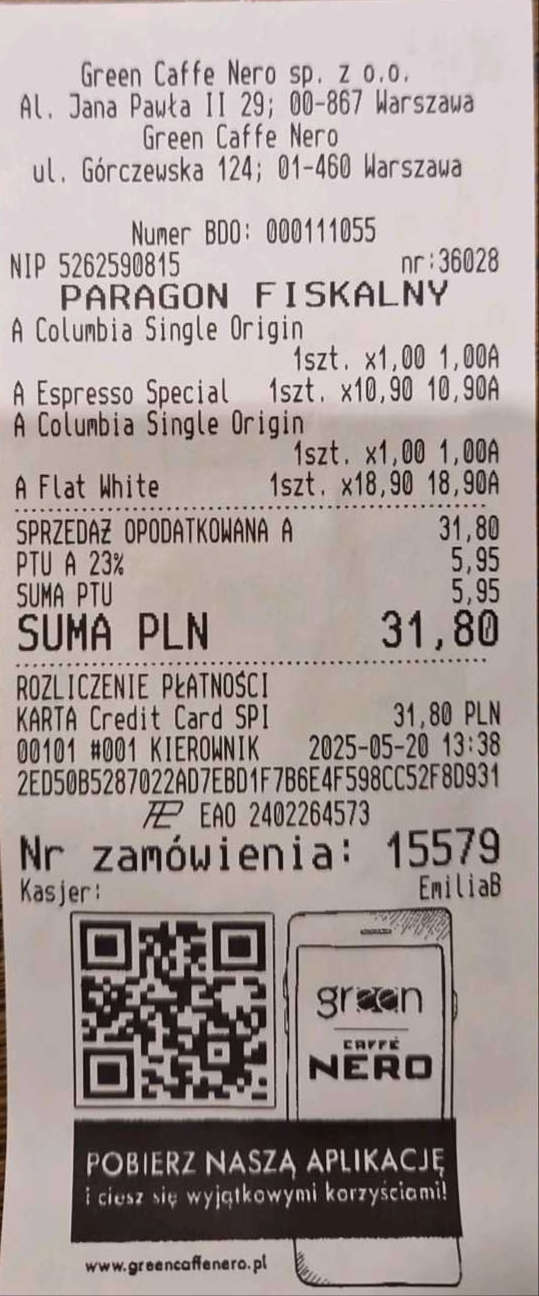 Green Caffe Nero sp. z o.o.
Al. Jana Pawła II 29; 00-867 Warszawa
Green Caffe Nero
ul. Górczewska 124; 01-460 Warszawa
Numer BDO: 000111055
NIP 5262590815 nr:36028
PARAGON FISKALNY
A Columbia Single Origin
1szt. x1,00 1,00A
A Espresso Special 1szt. x10,90 10,90A
A Columbia Single Origin
1szt. x1,00 1,00A
A Flat White 1szt. x18,90 18,90A
SPRZEDAŻ OPODATKOWANA A 31,80
PTU A 23% 5,95
SUMA PTU 5,95
SUMA PLN 31,80
ROZLICZENIE PŁATNOŚCI
KARTA Credit Card SPI 31,80 PLN
00101 #001 KIEROWNIK 2025-05-20 13:38
2ED50B5287022AD7EBD1F7B6E4F598CC52F8D931
EAO 2402264573
Nr zamówienia: 15579
Kasjer: EmiliaB
green
CAFFÈ
NERO
POBIERZ NASZĄ APLIKACJĘ
i ciesz się wyjątkowymi korzyściami!
www.greencaffenero.pl